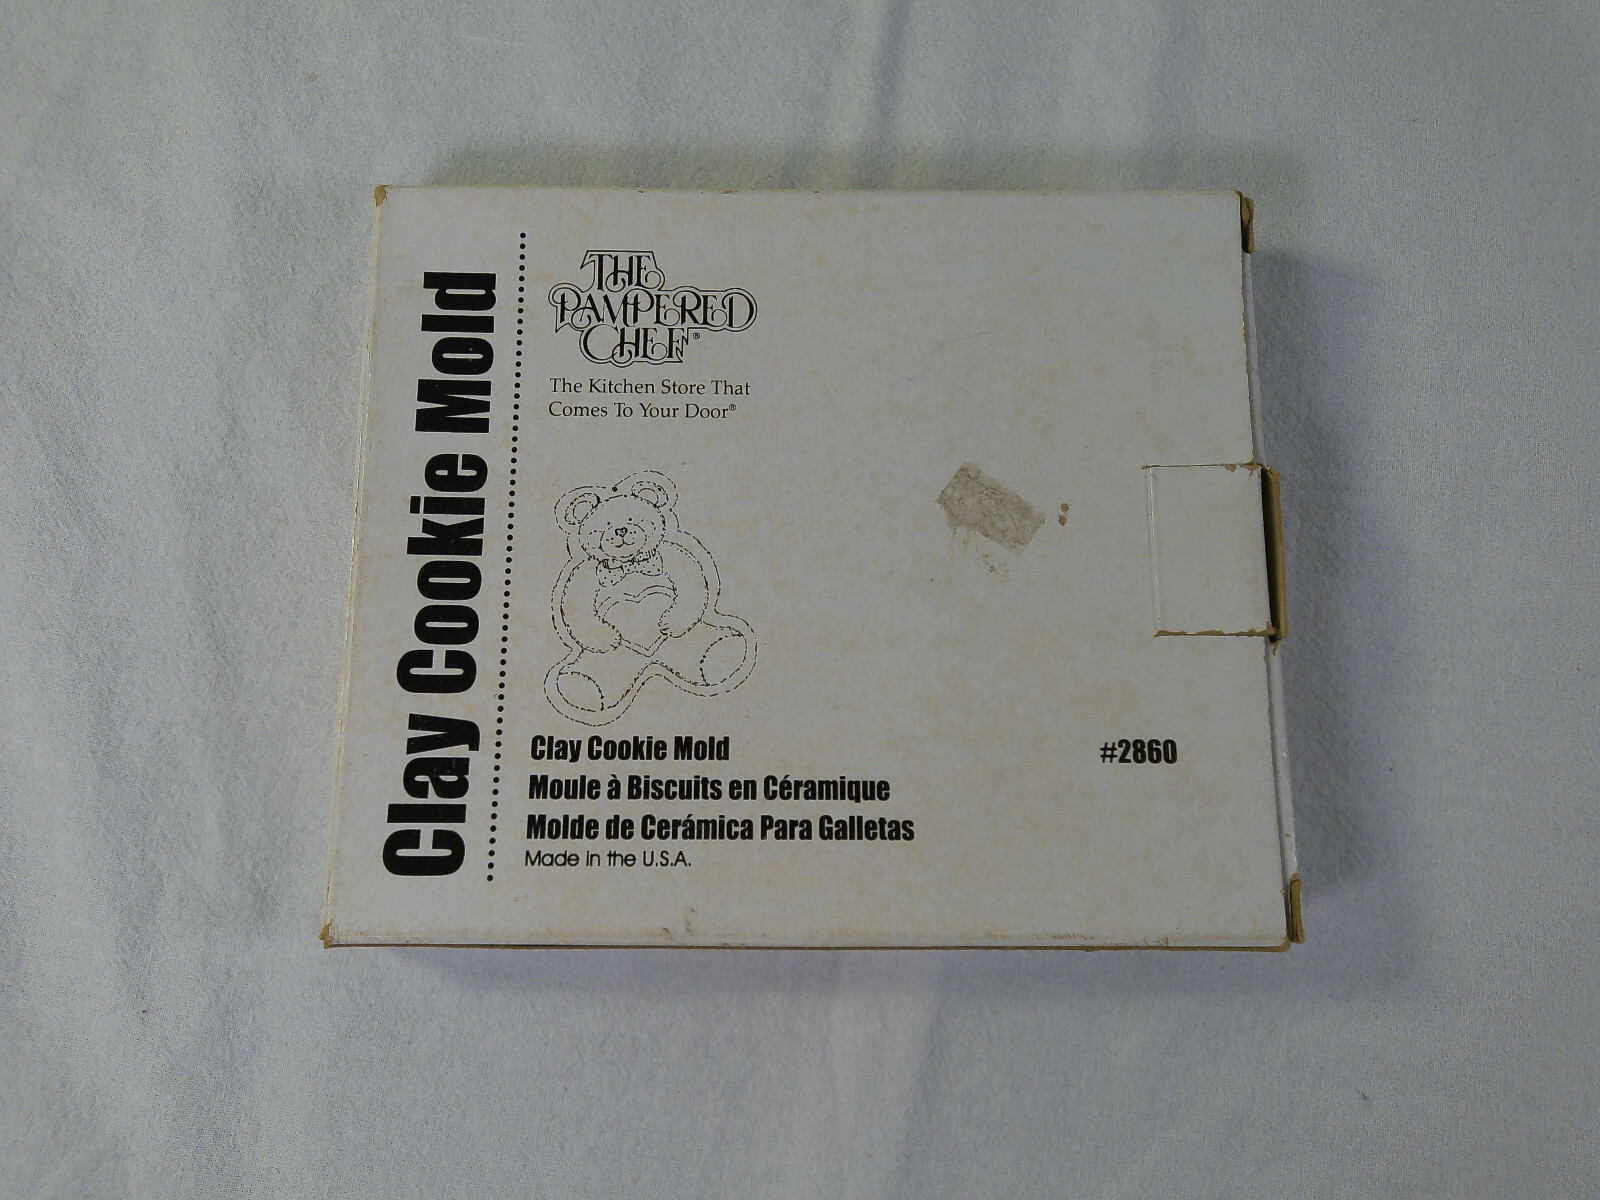 Clay Cookie Mold
THE
PAMPERED
CHEF®
The Kitchen Store That
Comes To Your Door®
Clay Cookie Mold
#2860
Moule à Biscuits en Céramique
Molde de Cerámica Para Galletas
Made in the U.S.A.